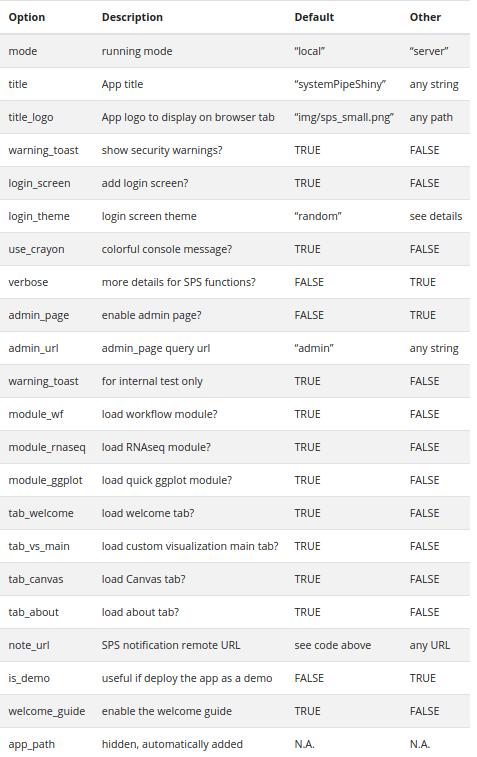 Option Description Default Other
mode running mode “local” “server”
title App title “systemPipeShiny” any string
title_logo App logo to display on browser tab “img/sps_small.png” any path
warning_toast show security warnings? TRUE FALSE
login_screen add login screen? TRUE FALSE
login_theme login screen theme “random” see details
use_crayon colorful console message? TRUE FALSE
verbose more details for SPS functions? FALSE TRUE
admin_page enable admin page? FALSE TRUE
admin_url admin_page query url “admin” any string
warning_toast for internal test only TRUE FALSE
module_wf load workflow module? TRUE FALSE
module_rnaseq load RNAseq module? TRUE FALSE
module_ggplot load quick ggplot module? TRUE FALSE
tab_welcome load welcome tab? TRUE FALSE
tab_vs_main load custom visualization main tab? TRUE FALSE
tab_canvas load Canvas tab? TRUE FALSE
tab_about load about tab? TRUE FALSE
note_url SPS notification remote URL see code above any URL
is_demo useful if deploy the app as a demo FALSE TRUE
welcome_guide enable the welcome guide TRUE FALSE
app_path hidden, automatically added N.A. N.A.